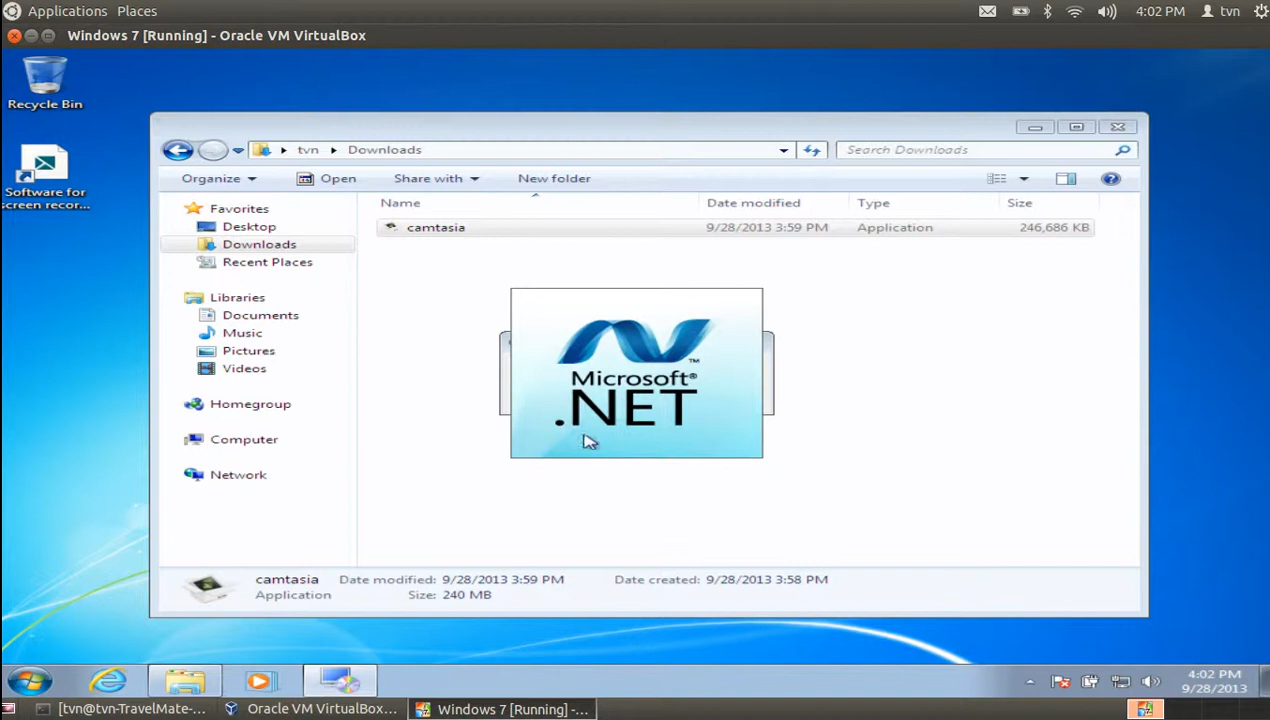 Applications Places 4:02 PM tvn
Windows 7 [Running] - Oracle VM VirtualBox
Recycle Bin
Software for
screen recor...
tvn Downloads Search Downloads
Organize Open Share with New folder
Name Date modified Type Size
camtasia 9/28/2013 3:59 PM Application 246,686 KB
Favorites
Desktop
Downloads
Recent Places
Libraries
Documents
Music
Pictures
Videos
Homegroup
Computer
Network
Microsoft®
.NET
™
camtasia Date modified: 9/28/2013 3:59 PM Date created: 9/28/2013 3:58 PM
Application Size: 240 MB
4:02 PM
9/28/2013
[tvn@tvn-TravelMate-... Oracle VM VirtualBox... Windows 7 [Running] -...